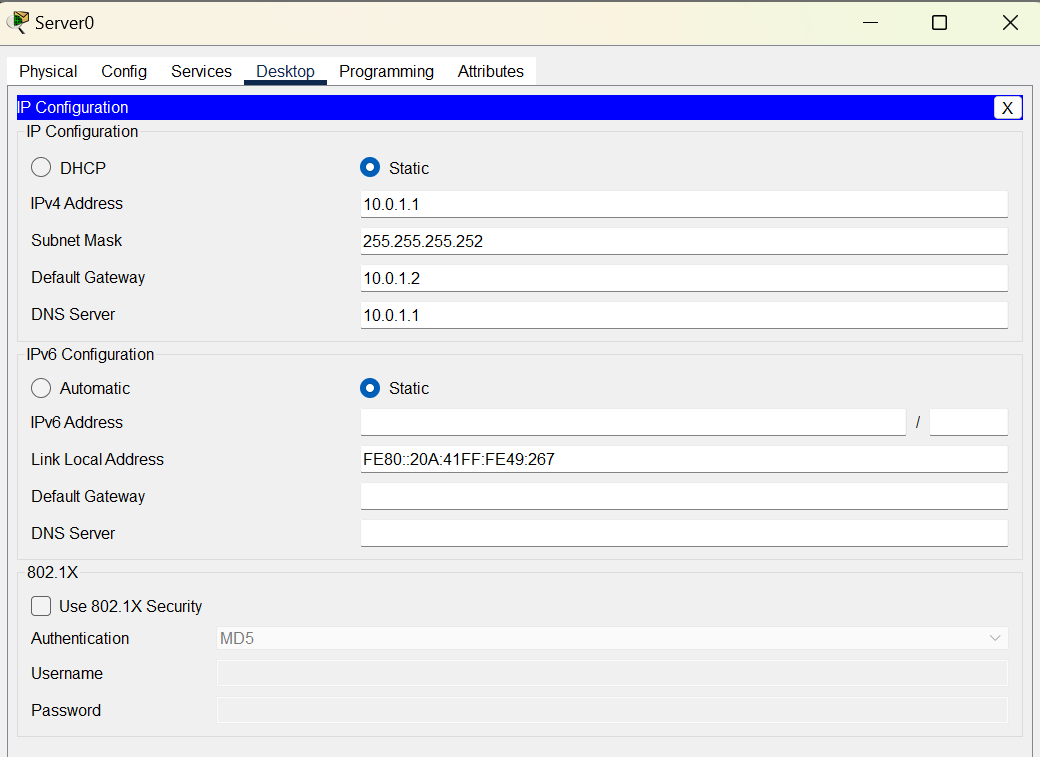 Server0
Physical Config Services Desktop Programming Attributes
IP Configuration X
IP Configuration
DHCP Static
IPv4 Address 10.0.1.1
Subnet Mask 255.255.255.252
Default Gateway 10.0.1.2
DNS Server 10.0.1.1
IPv6 Configuration
Automatic Static
IPv6 Address /
Link Local Address FE80::20A:41FF:FE49:267
Default Gateway
DNS Server
802.1X
Use 802.1X Security
Authentication MD5
Username
Password